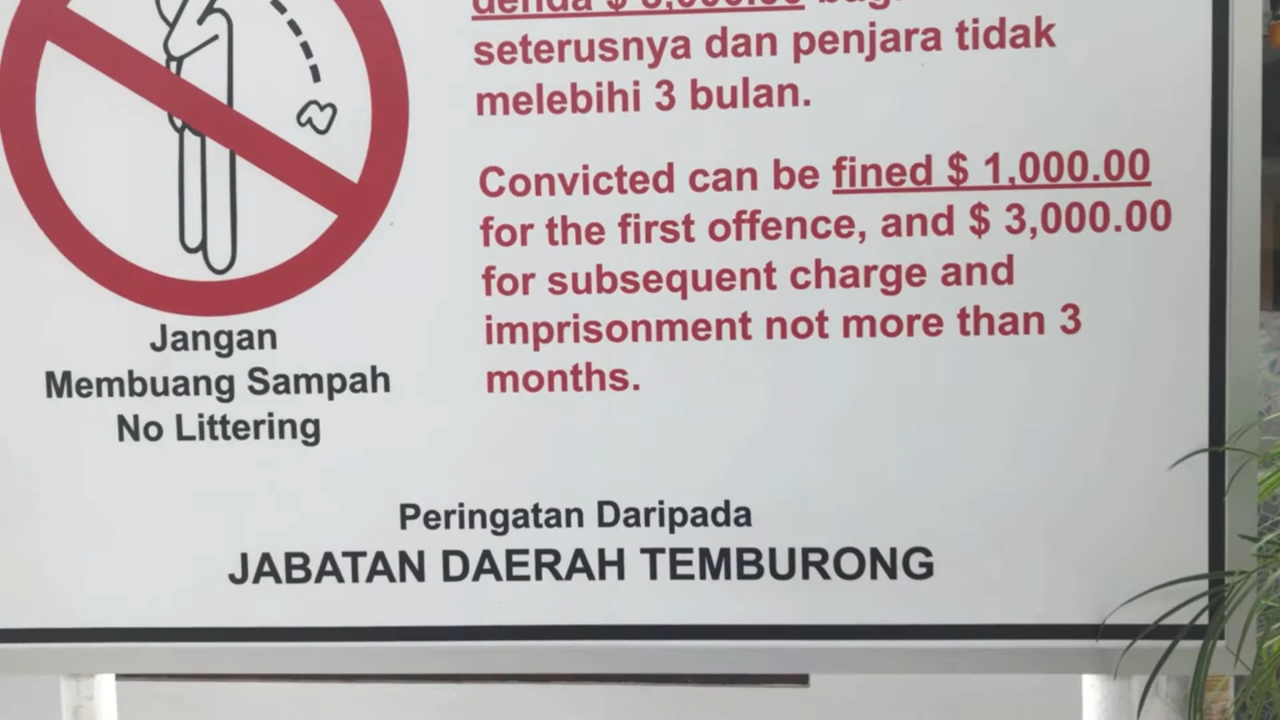 seterusnya dan penjara tidak
melebihi 3 bulan.
Convicted can be fined $ 1,000.00
for the first offence, and $ 3,000.00
for subsequent charge and
imprisonment not more than 3
months.
Jangan
Membuang Sampah
No Littering
Peringatan Daripada
JABATAN DAERAH TEMBURONG